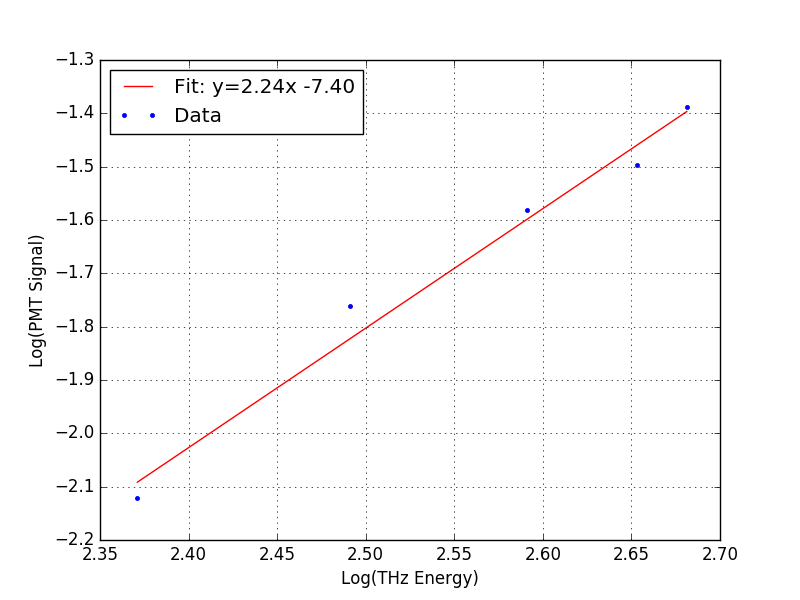 Fit: y=2.24x -7.40
Data
Log(PMT Signal)
−1.3
−1.4
−1.5
−1.6
−1.7
−1.8
−1.9
−2.0
−2.1
−2.2
2.35 2.40 2.45 2.50 2.55 2.60 2.65 2.70
Log(THz Energy)